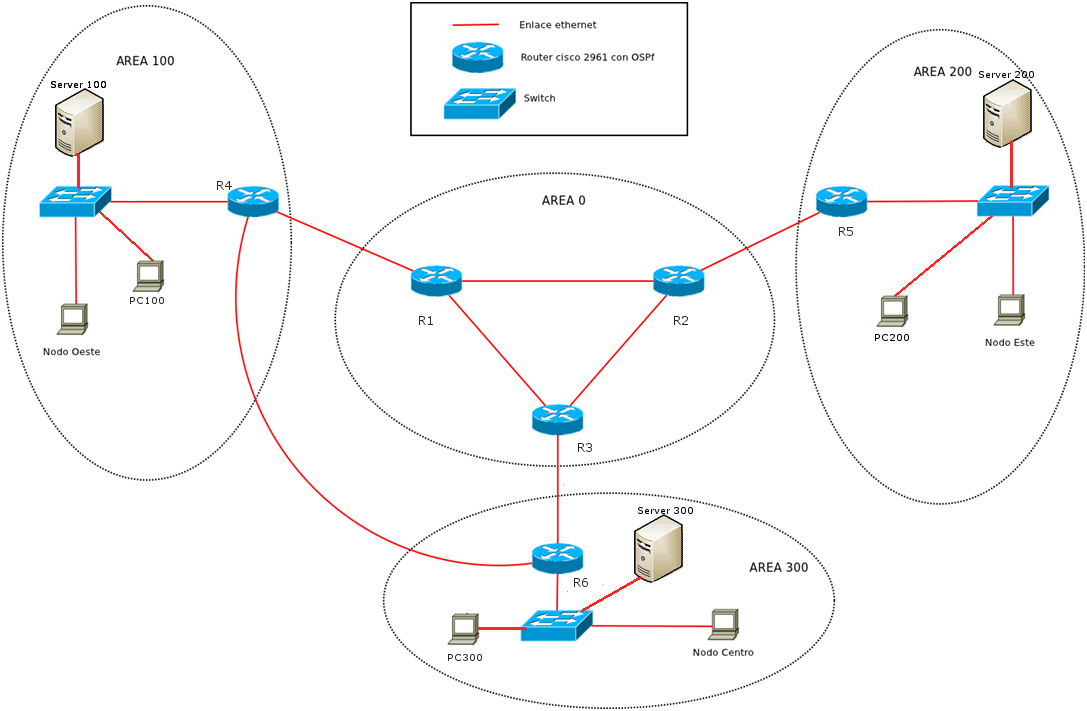 Enlace ethernet
Router cisco 2961 con OSPf
Switch
AREA 100
Server 100
R4
PC100
Nodo Oeste
AREA 0
R1
R2
R3
AREA 200
Server 200
R5
PC200
Nodo Este
Server 300
AREA 300
R6
PC300
Nodo Centro